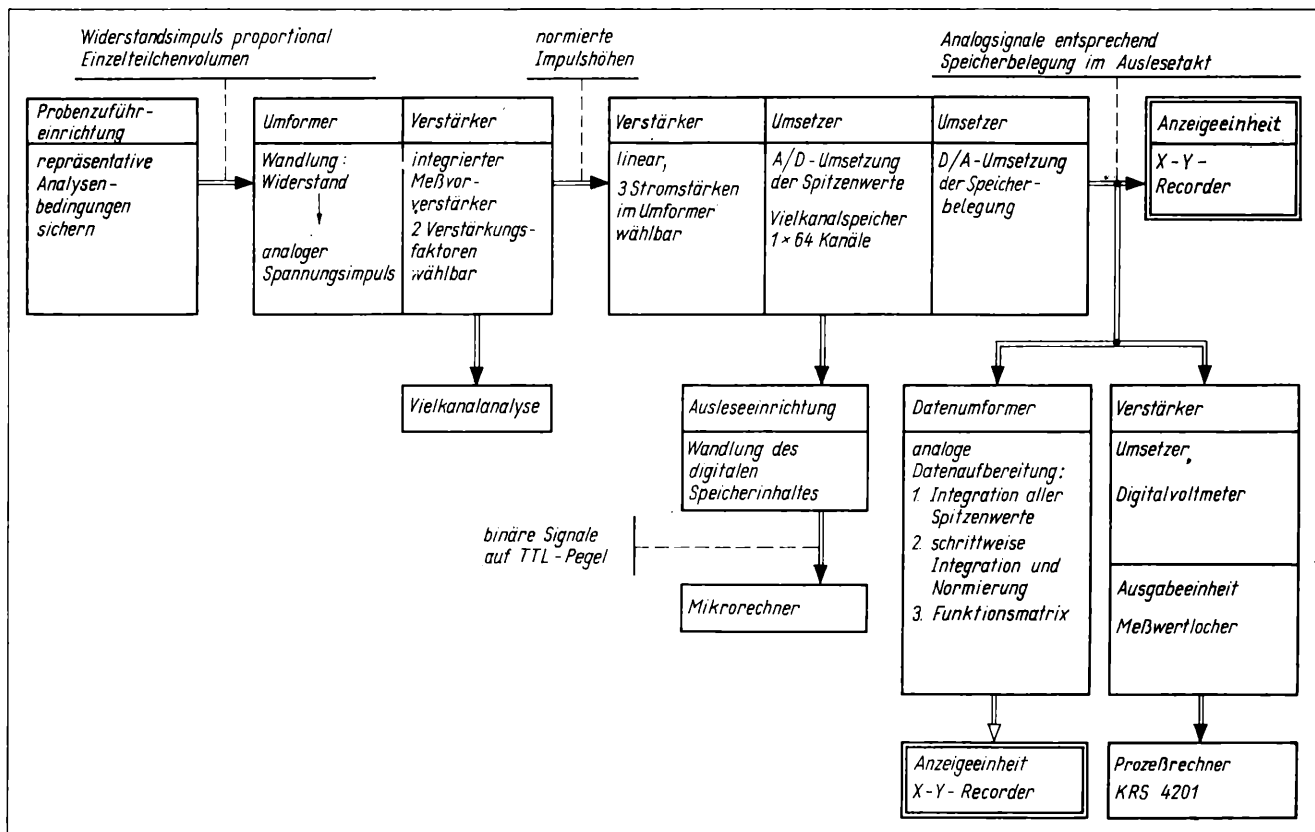 Widerstandsimpuls proportional
Einzelteilchenvolumen
normierte
Impulshöhen
Analogsignale entsprechend
Speicherbelegung im Auslesetakt
Probenzuführ-
einrichtung
repräsentative
Analysen-
bedingungen
sichern
Umformer
Wandlung:
Widerstand
analoger
Spannungsimpuls
Verstärker
integrierter
Meßvor-
verstärker
2 Verstärkungs-
faktoren
wählbar
Verstärker
linear,
3 Stromstärken
im Umformer
wählbar
Umsetzer
A/D-Umsetzung
der Spitzenwerte
Vielkanalspeicher
1 × 64 Kanäle
Umsetzer
D/A-Umsetzung
der Speicher-
belegung
Anzeigeeinheit
X-Y-
Recorder
Vielkanalanalyse
Ausleseeinrichtung
Wandlung des
digitalen
Speicherinhaltes
binäre Signale
auf TTL-Pegel
Mikrorechner
Datenumformer
analoge
Datenaufbereitung:
1. Integration aller
Spitzenwerte
2. schrittweise
Integration und
Normierung
3. Funktionsmatrix
Anzeigeeinheit
X-Y-Recorder
Verstärker
Umsetzer,
Digitalvoltmeter
Ausgabeeinheit
Meßwertlocher
Prozeßrechner
KRS 4201